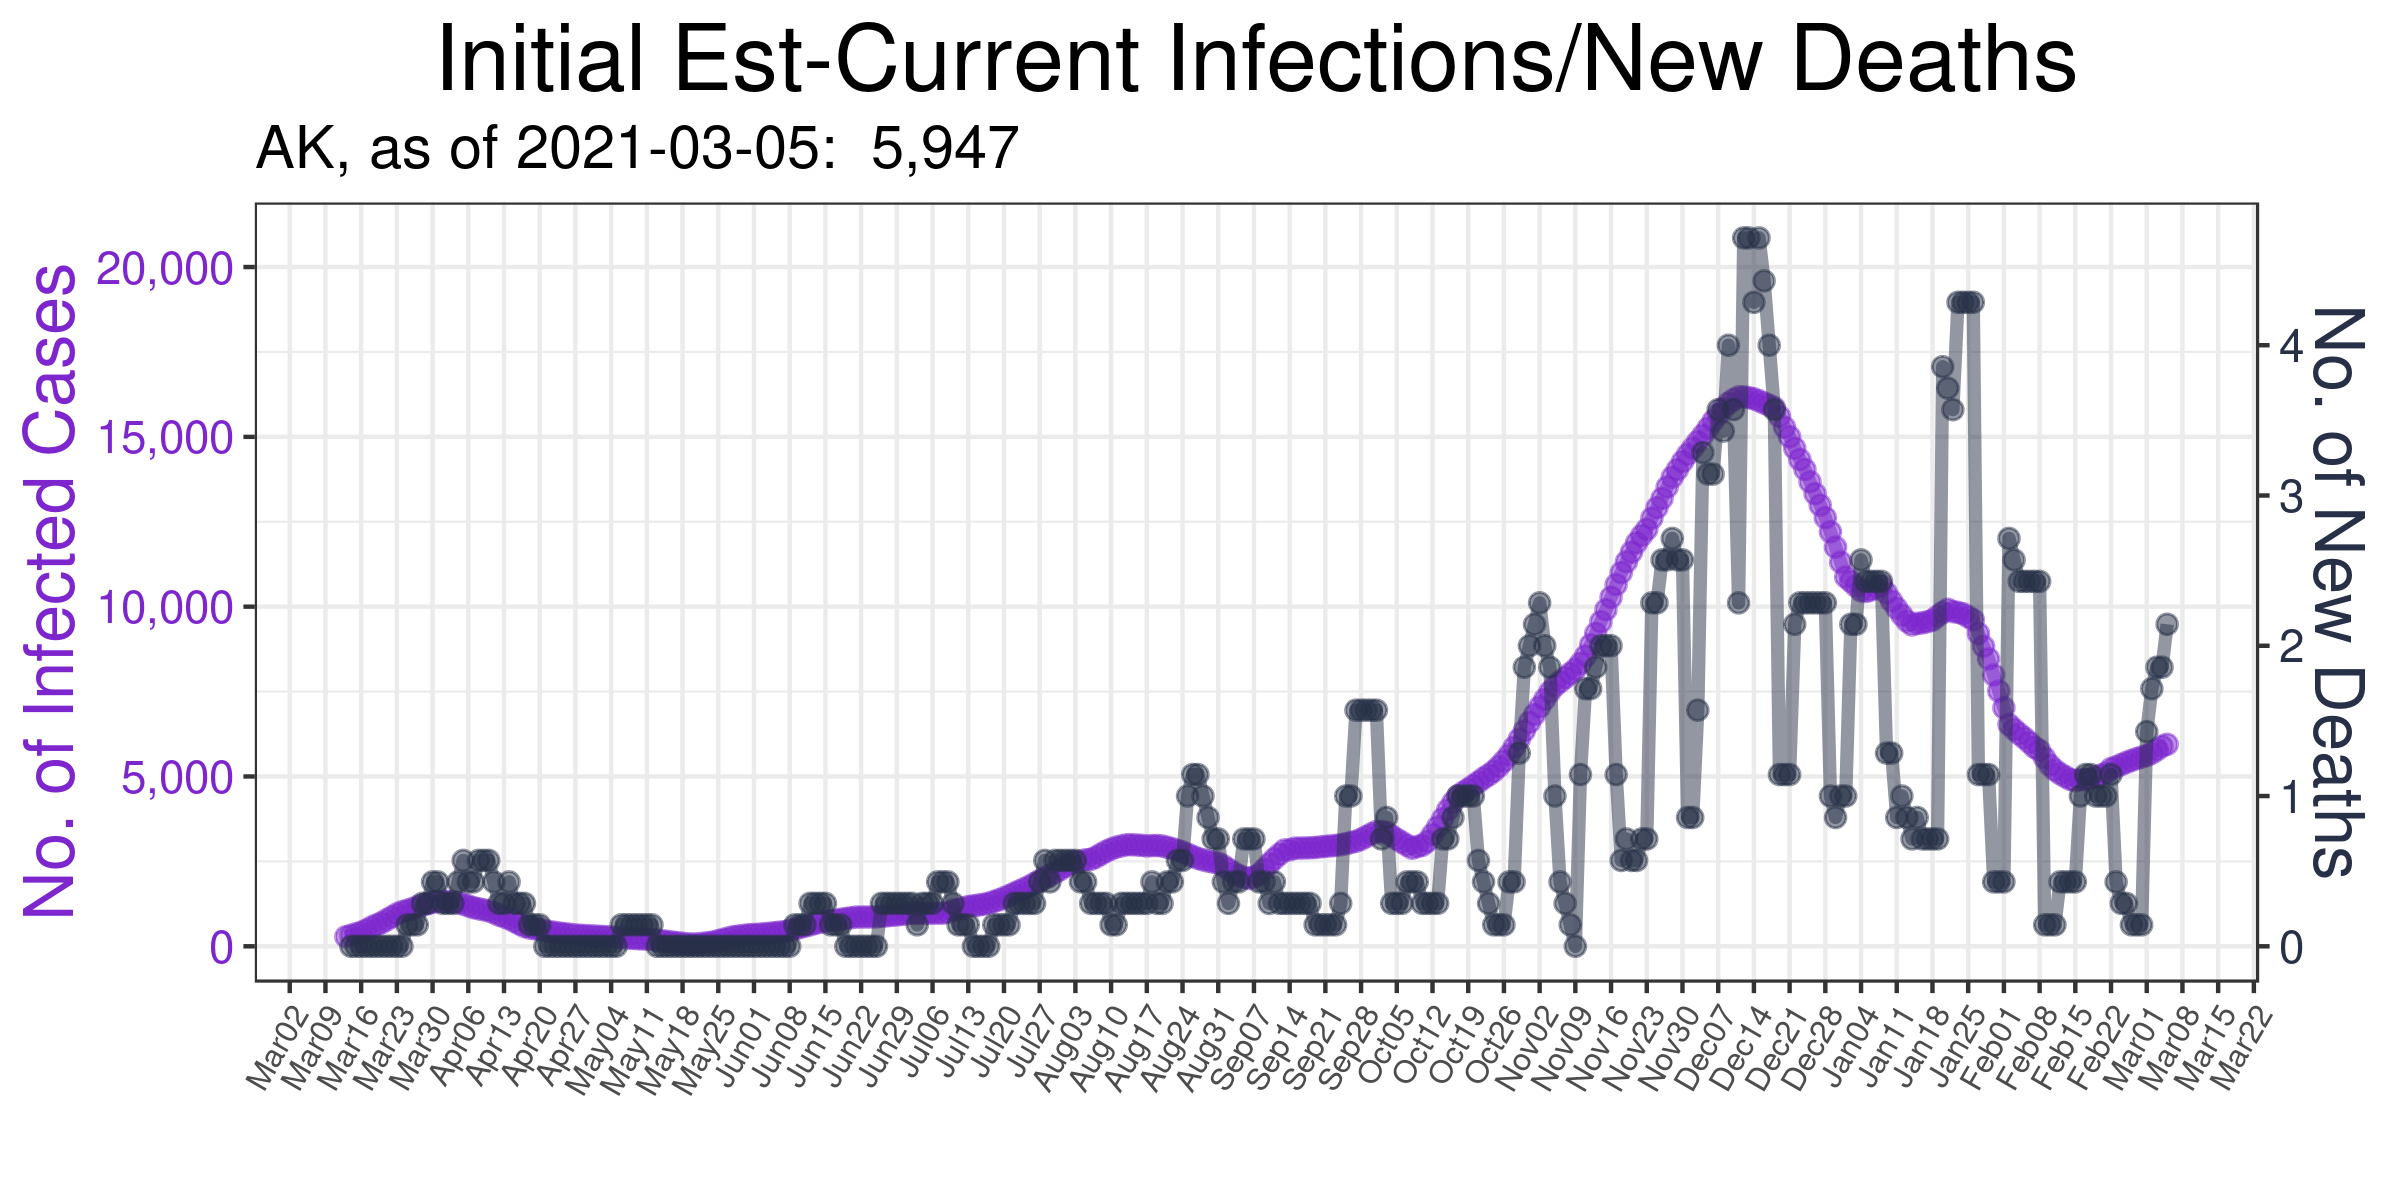 Initial Est-Current Infections/New Deaths
AK, as of 2021-03-05:  5,947
No. of Infected Cases
20,000
15,000
10,000
5,000
0
No. of New Deaths
4
3
2
1
0
Mar02
Mar09
Mar16
Mar23
Mar30
Apr06
Apr13
Apr20
Apr27
May04
May11
May18
May25
Jun01
Jun08
Jun15
Jun22
Jun29
Jul06
Jul13
Jul20
Jul27
Aug03
Aug10
Aug17
Aug24
Aug31
Sep07
Sep14
Sep21
Sep28
Oct05
Oct12
Oct19
Oct26
Nov02
Nov09
Nov16
Nov23
Nov30
Dec07
Dec14
Dec21
Dec28
Jan04
Jan11
Jan18
Jan25
Feb01
Feb08
Feb15
Feb22
Mar01
Mar08
Mar15
Mar22